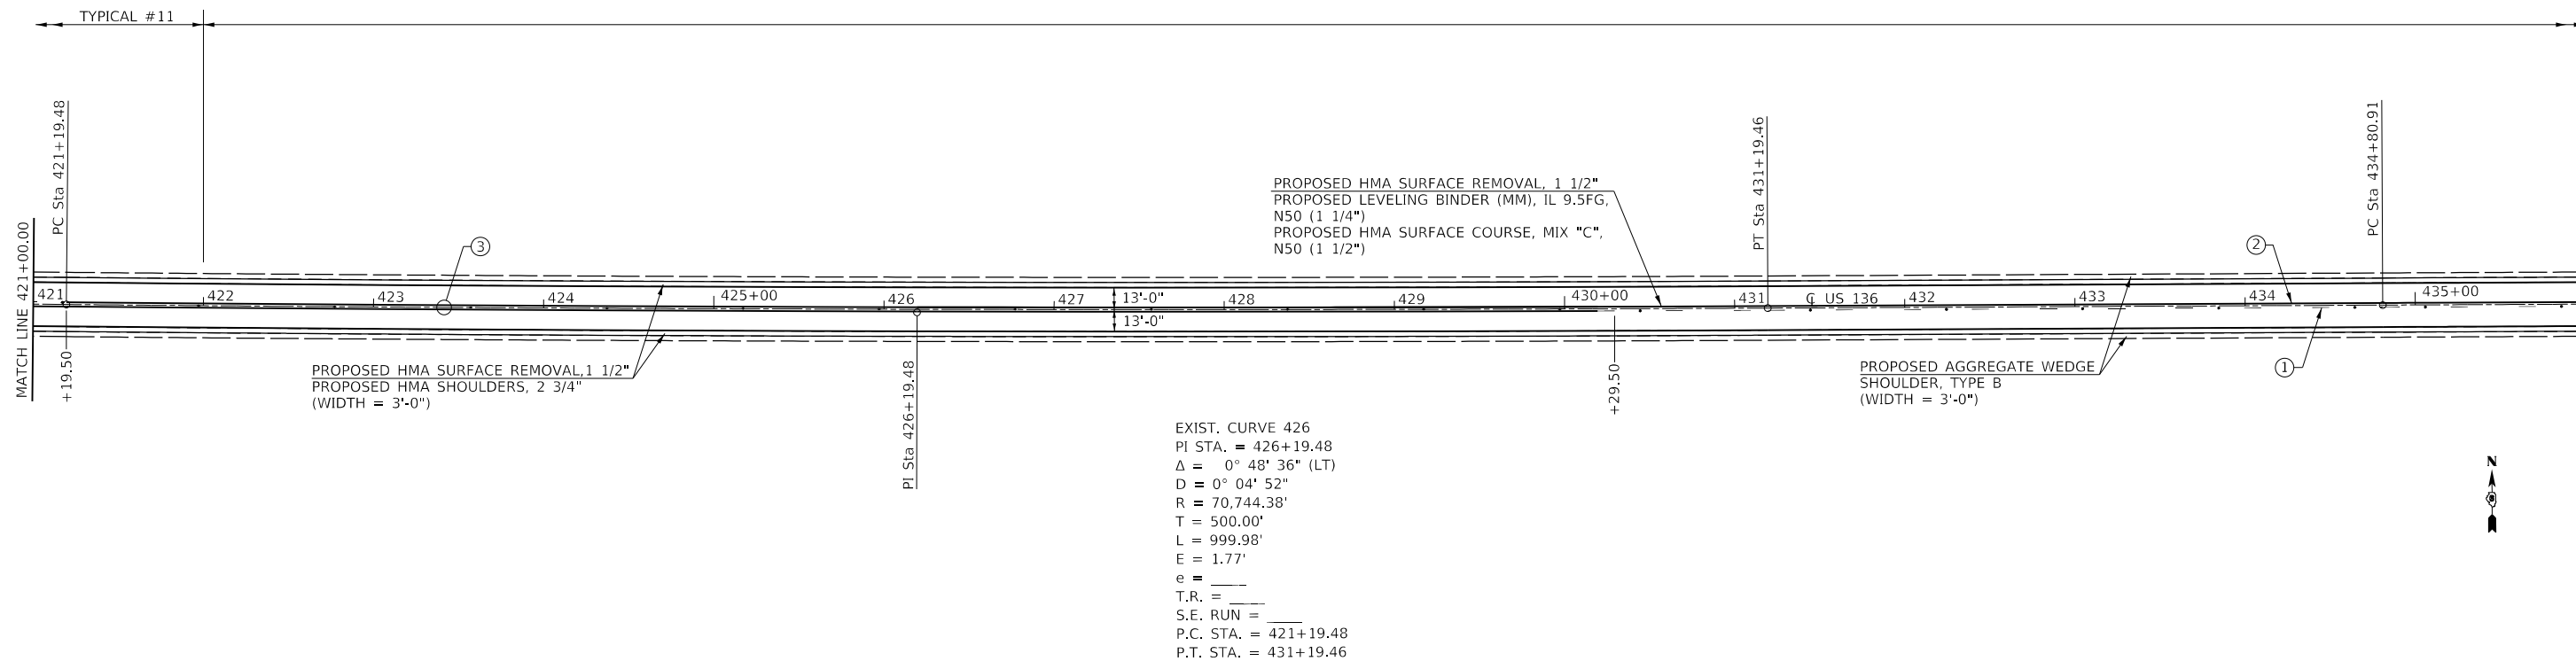 TYPICAL #11
PC Sta 421+19.48
PT Sta 431+19.46
PC Sta 434+80.91
PROPOSED HMA SURFACE REMOVAL, 1 1/2"
PROPOSED LEVELING BINDER (MM), IL 9.5FG,
N50 (1 1/4")
PROPOSED HMA SURFACE COURSE, MIX "C",
N50 (1 1/2")
MATCH LINE 421+00.00
3
2
421
422
423
424
425+00
426
427
13'-0"
428
429
430+00
431
℄ US 136
432
433
434
435+00
13'-0"
+19.50
PROPOSED HMA SURFACE REMOVAL,1 1/2"
PROPOSED HMA SHOULDERS, 2 3/4"
(WIDTH = 3'-0")
PI Sta 426+19.48
+29.50
PROPOSED AGGREGATE WEDGE
SHOULDER, TYPE B
(WIDTH = 3'-0")
1
EXIST. CURVE 426
PI STA. = 426+19.48
Δ = 0° 48' 36" (LT)
D = 0° 04' 52"
R = 70,744.38'
T = 500.00'
L = 999.98'
E = 1.77'
e = ____
T.R. = ____
S.E. RUN = ____
P.C. STA. = 421+19.48
P.T. STA. = 431+19.46
N